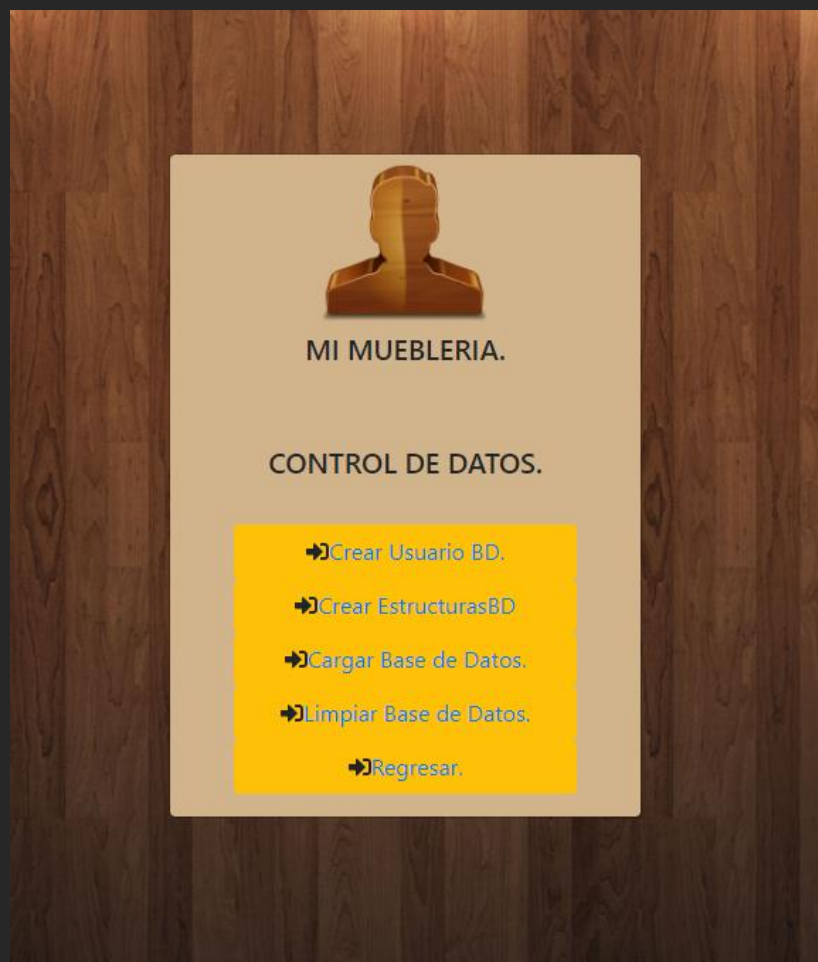 MI MUEBLERIA.
CONTROL DE DATOS.
Crear Usuario BD.
Crear EstructurasBD
Cargar Base de Datos.
Limpiar Base de Datos.
Regresar.